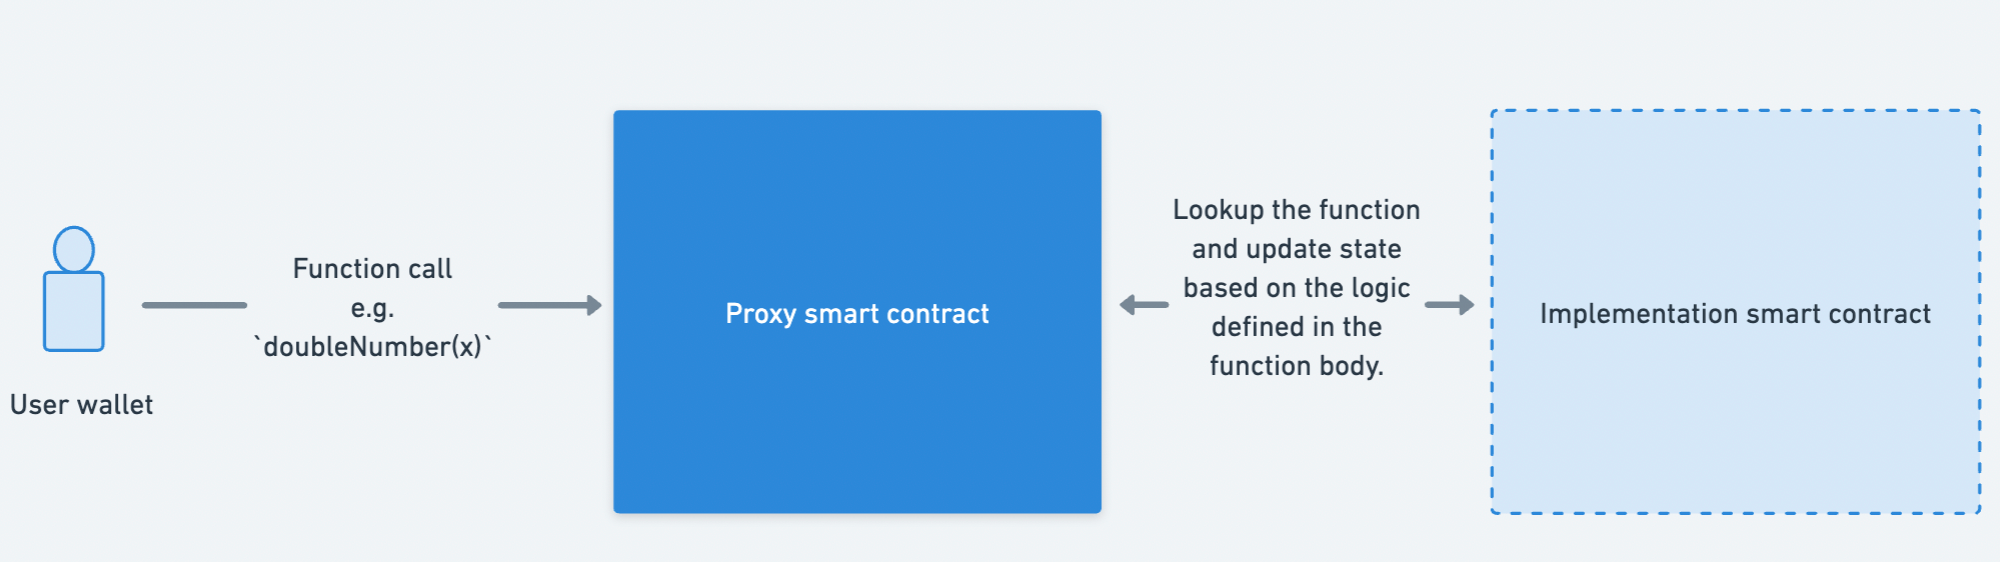 User wallet
Function call
e.g.
`doubleNumber(x)`
Proxy smart contract
Lookup the function
and update state
based on the logic
defined in the
function body.
Implementation smart contract